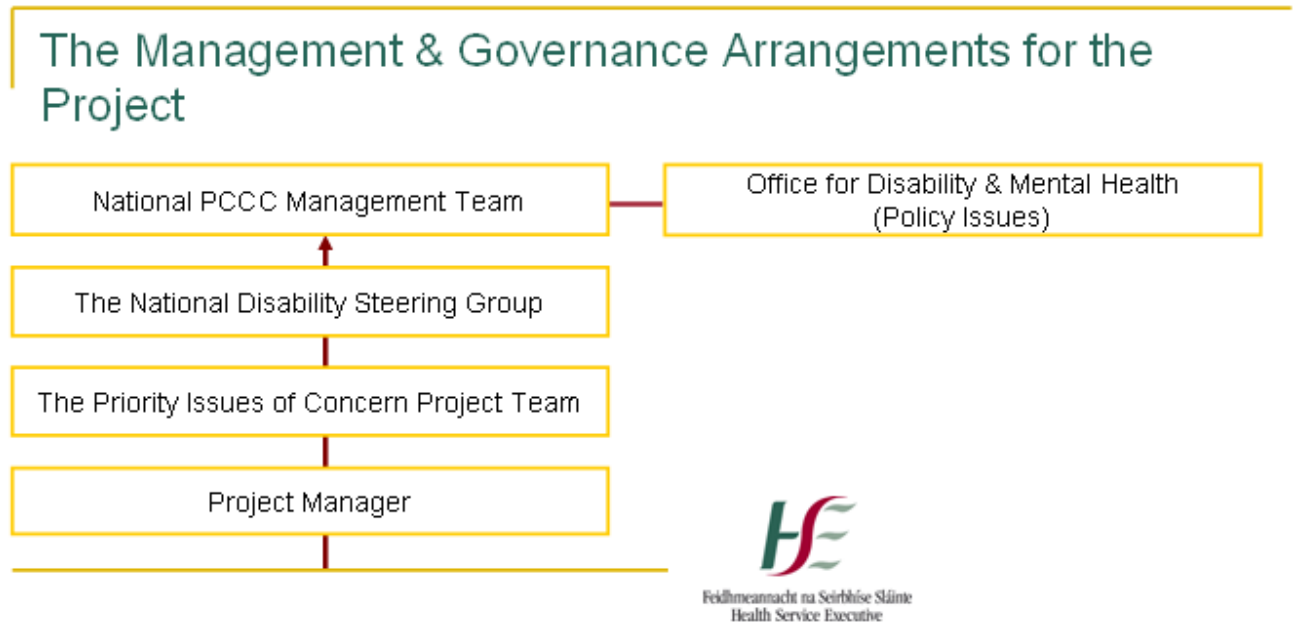 The Management & Governance Arrangements for the
Project
National PCCC Management Team
Office for Disability & Mental Health
(Policy Issues)
The National Disability Steering Group
The Priority Issues of Concern Project Team
Project Manager
HSE
Feidhmeannacht na Seirbhíse Sláinte
Health Service Executive